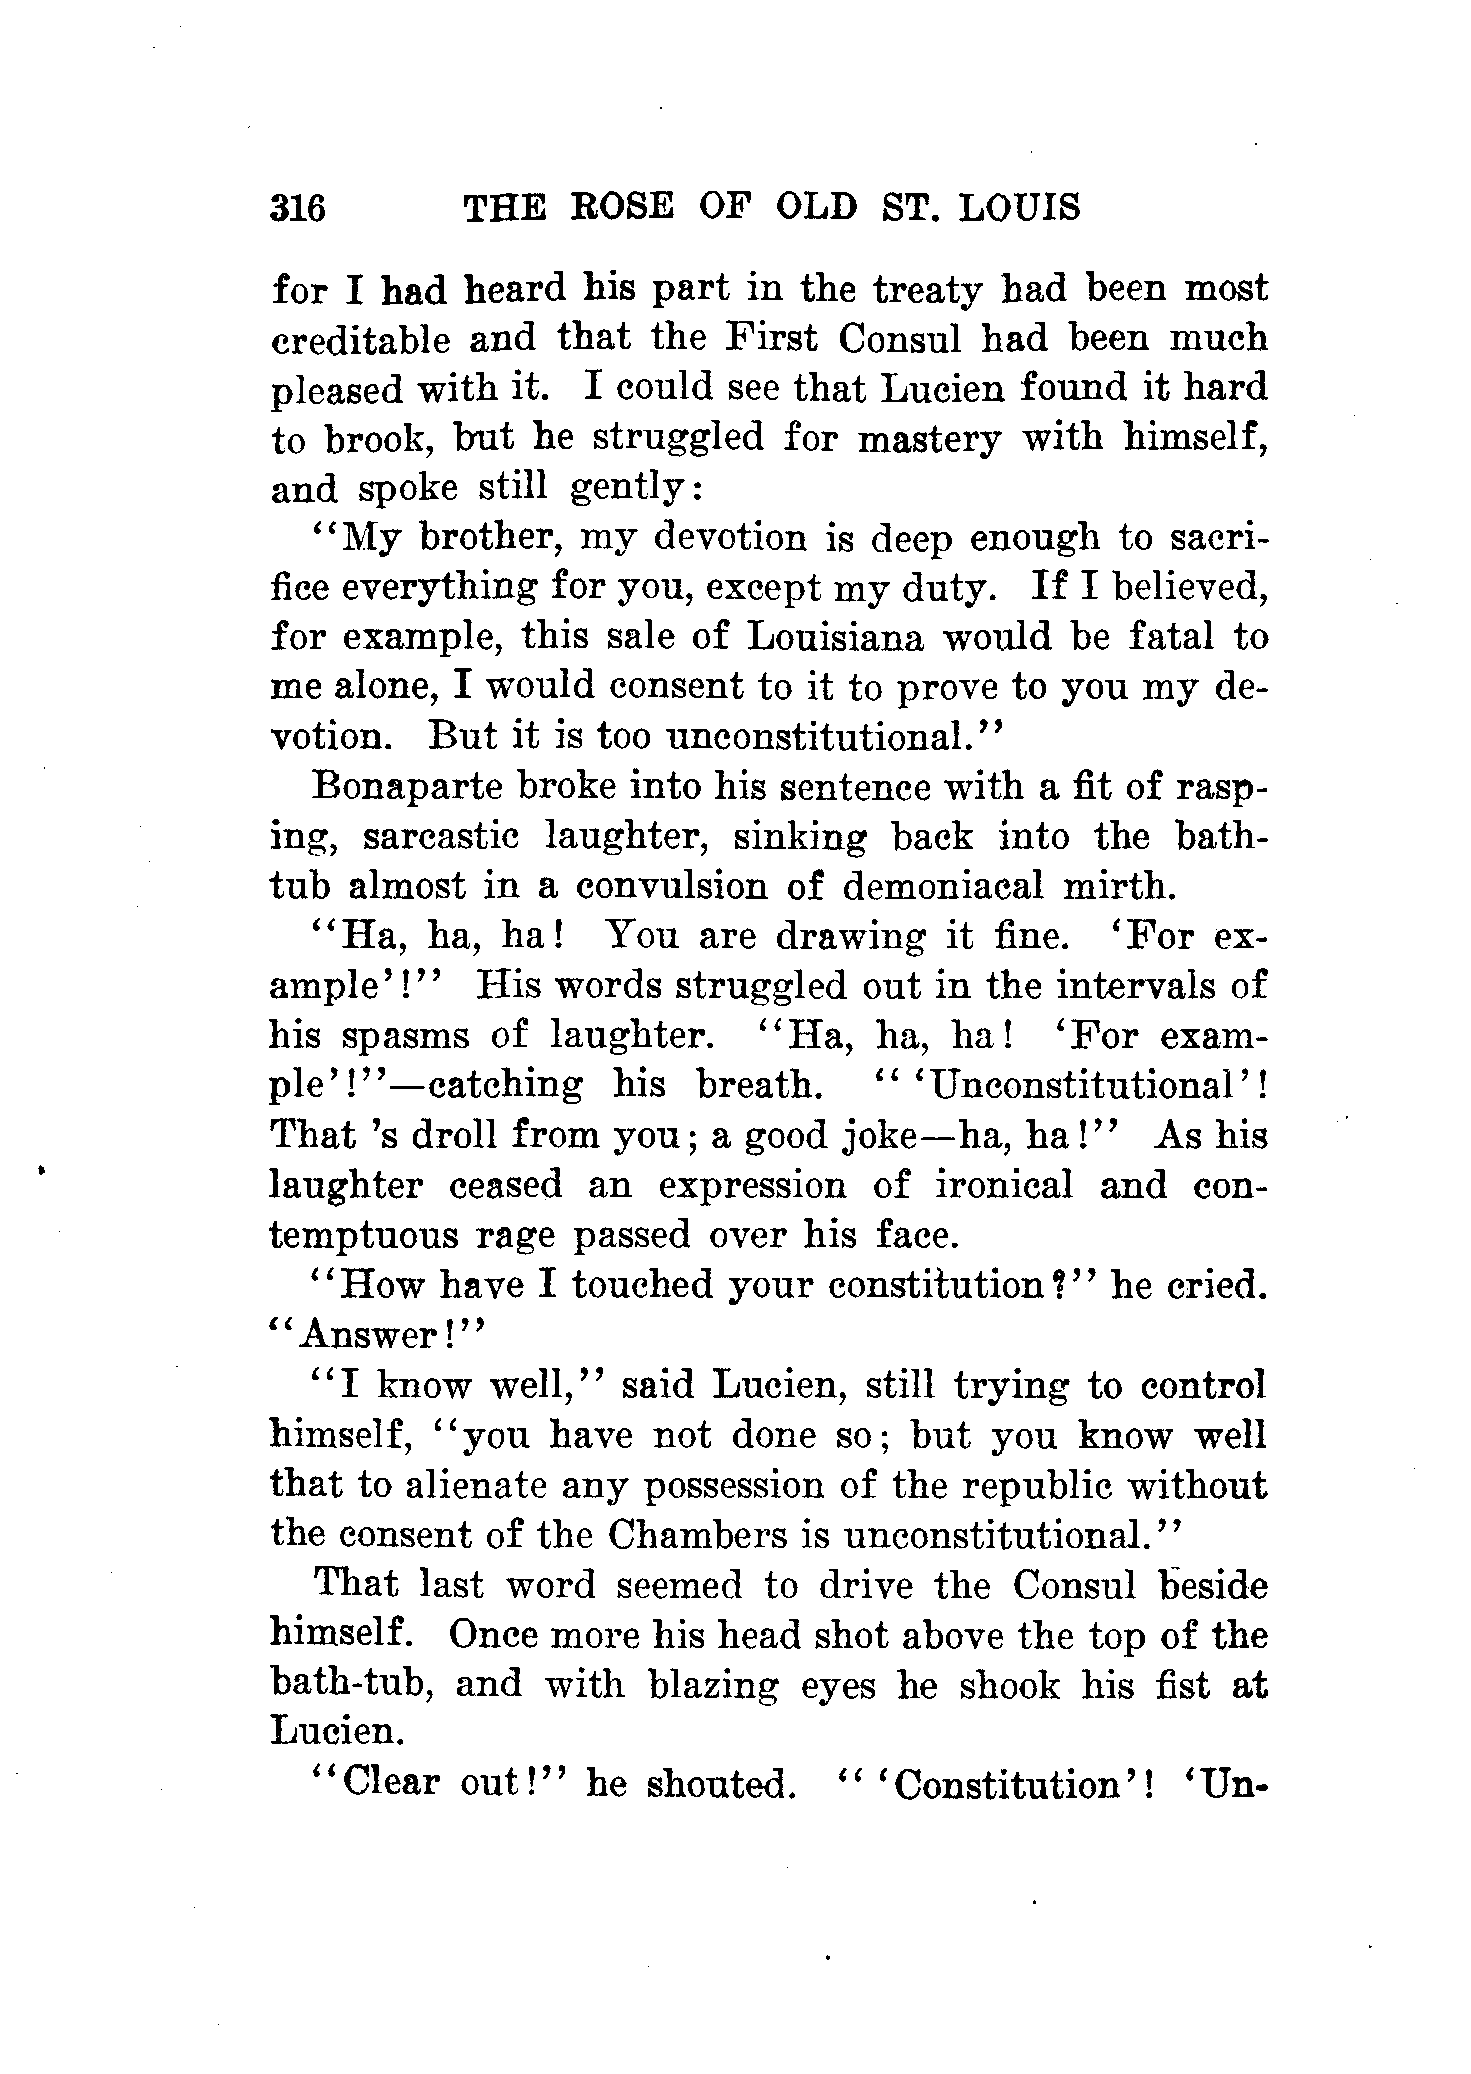 316 THE ROSE OF OLD ST. LOUIS
for I had heard his part in the treaty had been most
creditable and that the First Consul had been much
pleased with it. I could see that Lucien found it hard
to brook, but he struggled for mastery with himself,
and spoke still gently:
"My brother, my devotion is deep enough to sacri-
fice everything for you, except my duty. If I believed,
for example, this sale of Louisiana would be fatal to
me alone, I would consent to it to prove to you my de-
votion. But it is too unconstitutional."
Bonaparte broke into his sentence with a fit of rasp-
ing, sarcastic laughter, sinking back into the bath-
tub almost in a convulsion of demoniacal mirth.
"Ha, ha, ha! You are drawing it fine. 'For ex-
ample'!" His words struggled out in the intervals of
his spasms of laughter. "Ha, ha, ha! 'For exam-
ple'!"—catching his breath. " 'Unconstitutional'!
That 's droll from you; a good joke—ha, ha!" As his
laughter ceased an expression of ironical and con-
temptuous rage passed over his face.
"How have I touched your constitution?" he cried.
"Answer!"
"I know well," said Lucien, still trying to control
himself, "you have not done so; but you know well
that to alienate any possession of the republic without
the consent of the Chambers is unconstitutional."
That last word seemed to drive the Consul beside
himself. Once more his head shot above the top of the
bath-tub, and with blazing eyes he shook his fist at
Lucien.
"Clear out!" he shouted. " 'Constitution'! 'Un-